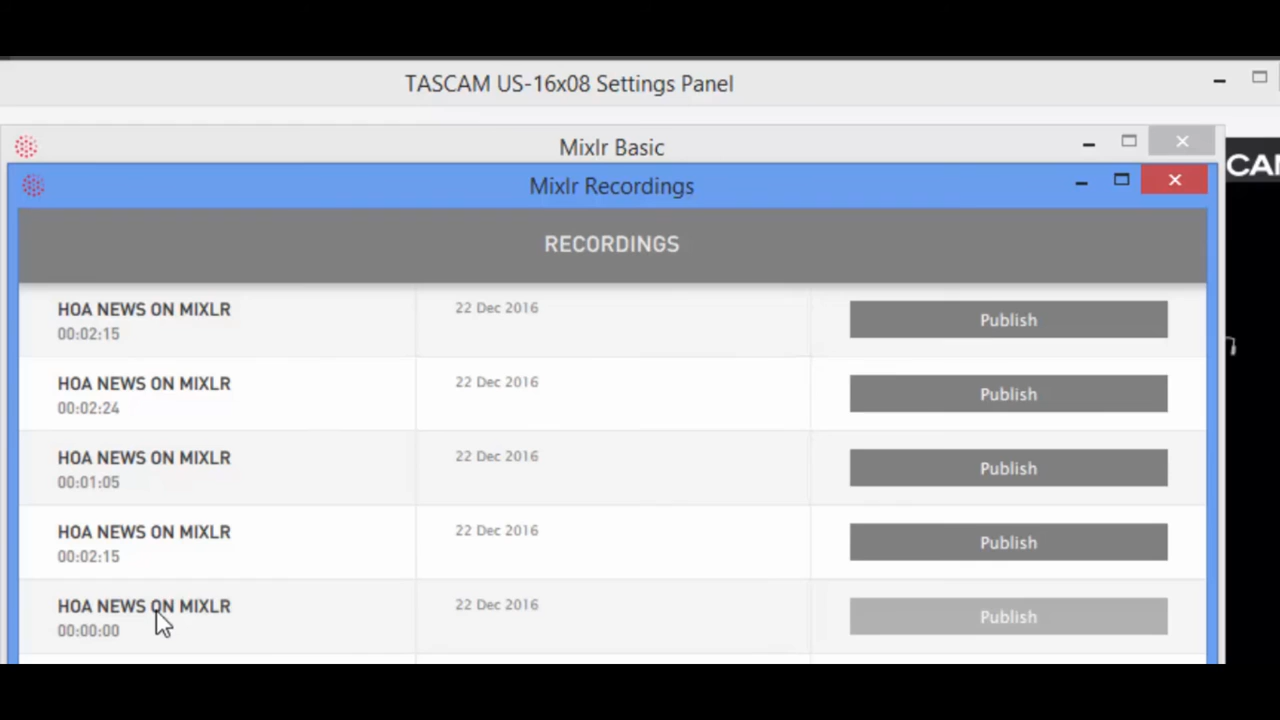 TASCAM US-16x08 Settings Panel
Mixlr Basic
CAM
Mixlr Recordings
RECORDINGS
HOA NEWS ON MIXLR
22 Dec 2016
Publish
00:02:15
HOA NEWS ON MIXLR
22 Dec 2016
Publish
00:02:24
HOA NEWS ON MIXLR
22 Dec 2016
Publish
00:01:05
HOA NEWS ON MIXLR
22 Dec 2016
Publish
00:02:15
HOA NEWS ON MIXLR
22 Dec 2016
Publish
00:00:00